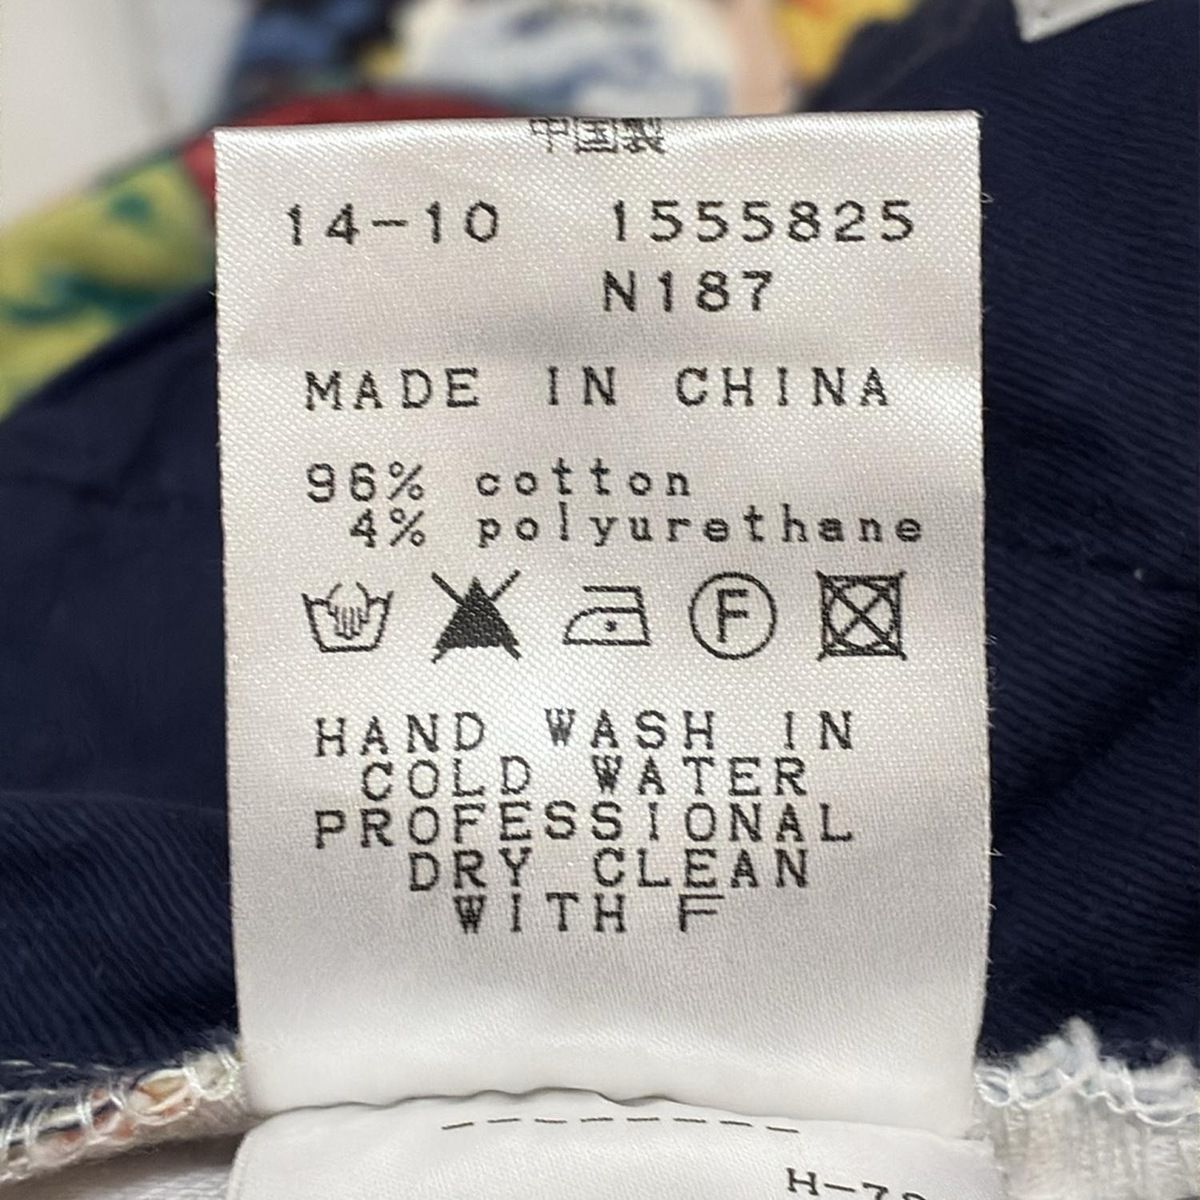 中国製
14-10 1555825
N187
MADE IN CHINA
96% cotton
4% polyurethane
F
HAND WASH IN
COLD WATER
PROFESSIONAL
DRY CLEAN
WITH F